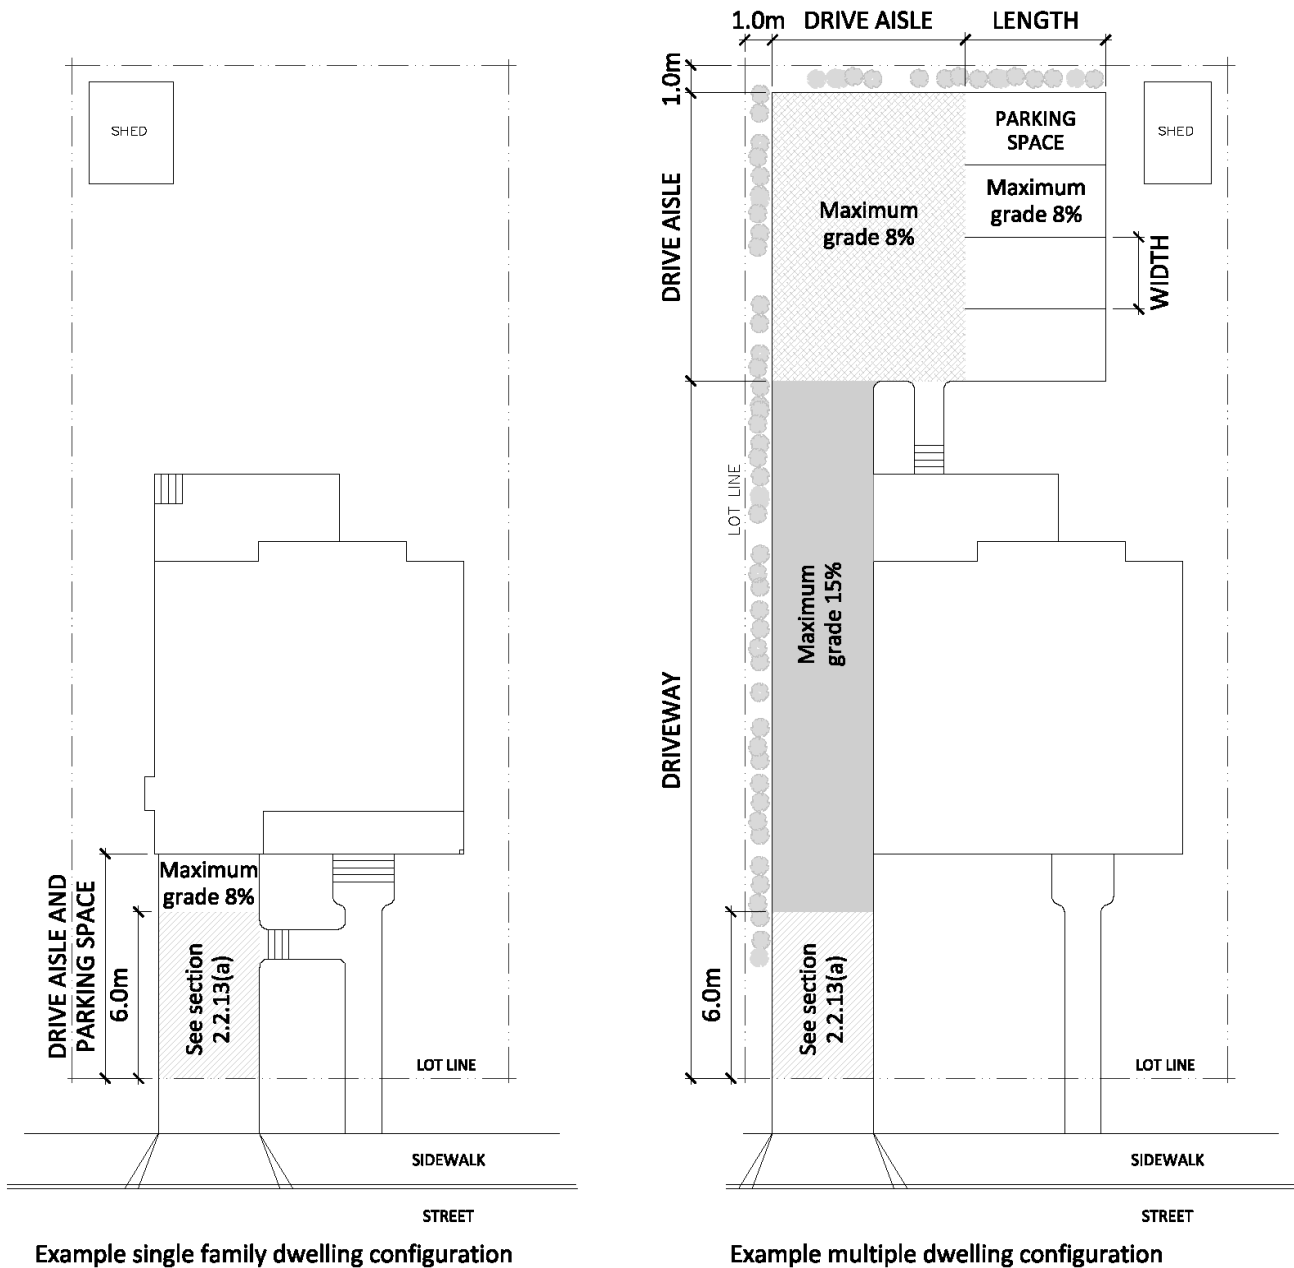 SHED
DRIVE AISLE AND
PARKING SPACE
6.0m
Maximum
grade 8%
See section
2.2.13(a)
LOT LINE
SIDEWALK
STREET
Example single family dwelling configuration
1.0m
DRIVE AISLE
LENGTH
1.0m
DRIVE AISLE
PARKING
SPACE
SHED
Maximum
grade 8%
Maximum
grade 8%
WIDTH
LOT LINE
Maximum
grade 15%
DRIVEWAY
6.0m
See section
2.2.13(a)
LOT LINE
SIDEWALK
STREET
Example multiple dwelling configuration